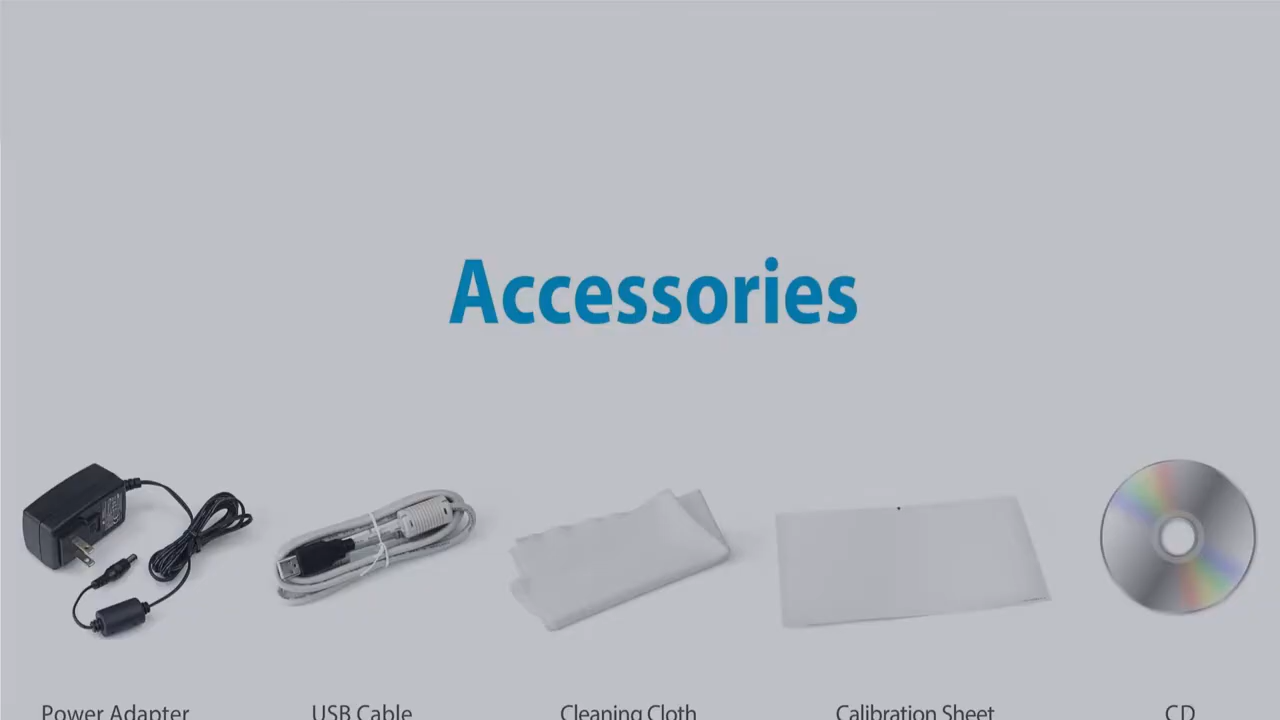 Accessories
Power Adapter
USB Cable
Cleaning Cloth
Calibration Sheet
CD